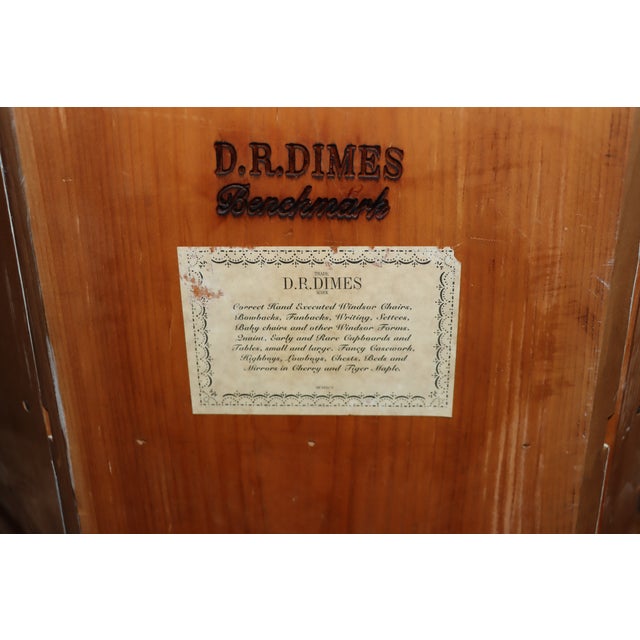 D.R.DIMES
Benchmark
TRADE
D.R.DIMES
MARK
Correct Hand Executed Windsor Chairs.
Bowbacks, Fanbacks, Writing, Settees,
Baby chairs and other Windsor Forms.
Quaint, Early and Rare Cupboards and
Tables, small and large. Fancy Casework,
Highboys, Lowboys, Chests, Beds and
Mirrors in Cherry and Tiger Maple.